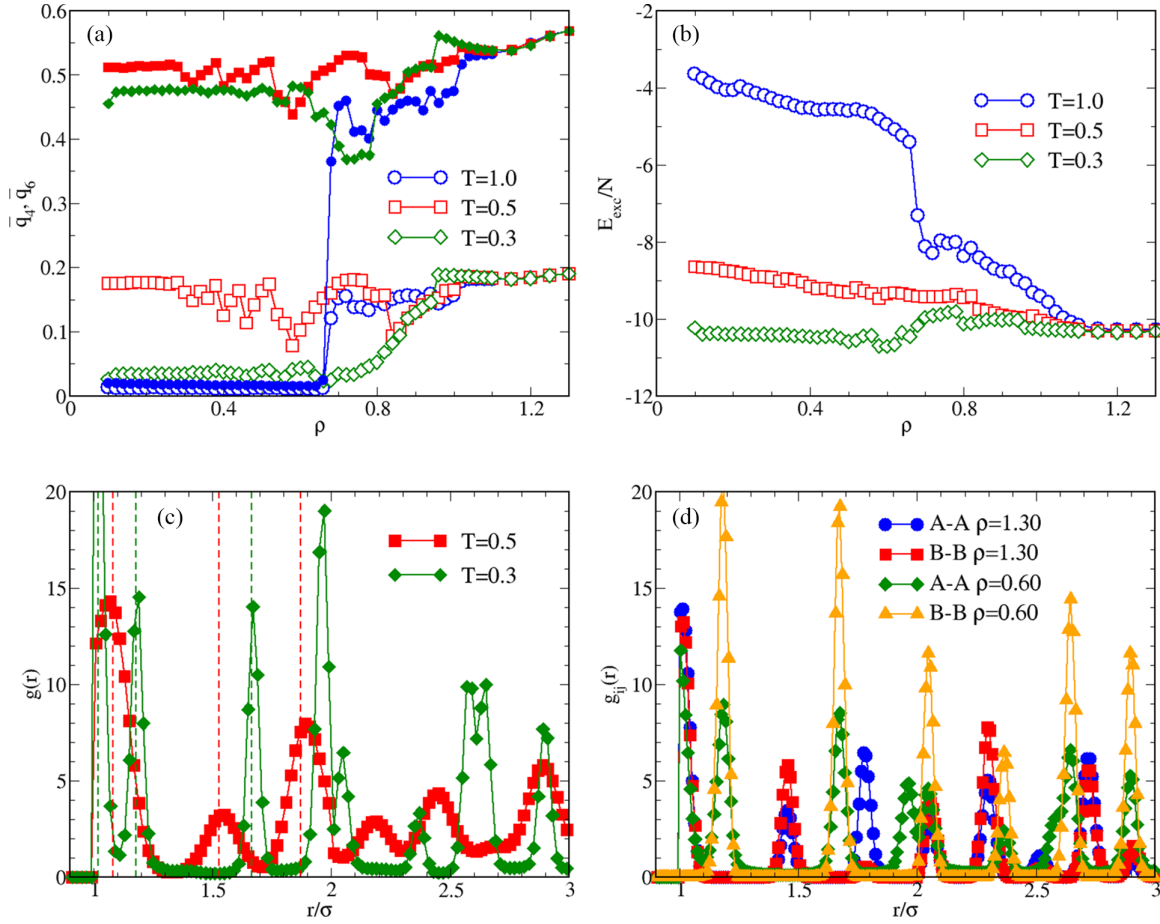 (a)
0.6
0.5
0.4
0.3
0.2
0.1
0
q̄4, q̄6
T=1.0
T=0.5
T=0.3
0
0.4
0.8
1.2
ρ
(b)
-2
-4
-6
-8
-10
-12
E_exc/N
T=1.0
T=0.5
T=0.3
0
0.4
0.8
1.2
ρ
(c)
20
15
10
5
0
g(r)
T=0.5
T=0.3
1
1.5
2
2.5
3
r/σ
(d)
20
15
10
5
0
g_ij(r)
A-A ρ=1.30
B-B ρ=1.30
A-A ρ=0.60
B-B ρ=0.60
1
1.5
2
2.5
3
r/σ